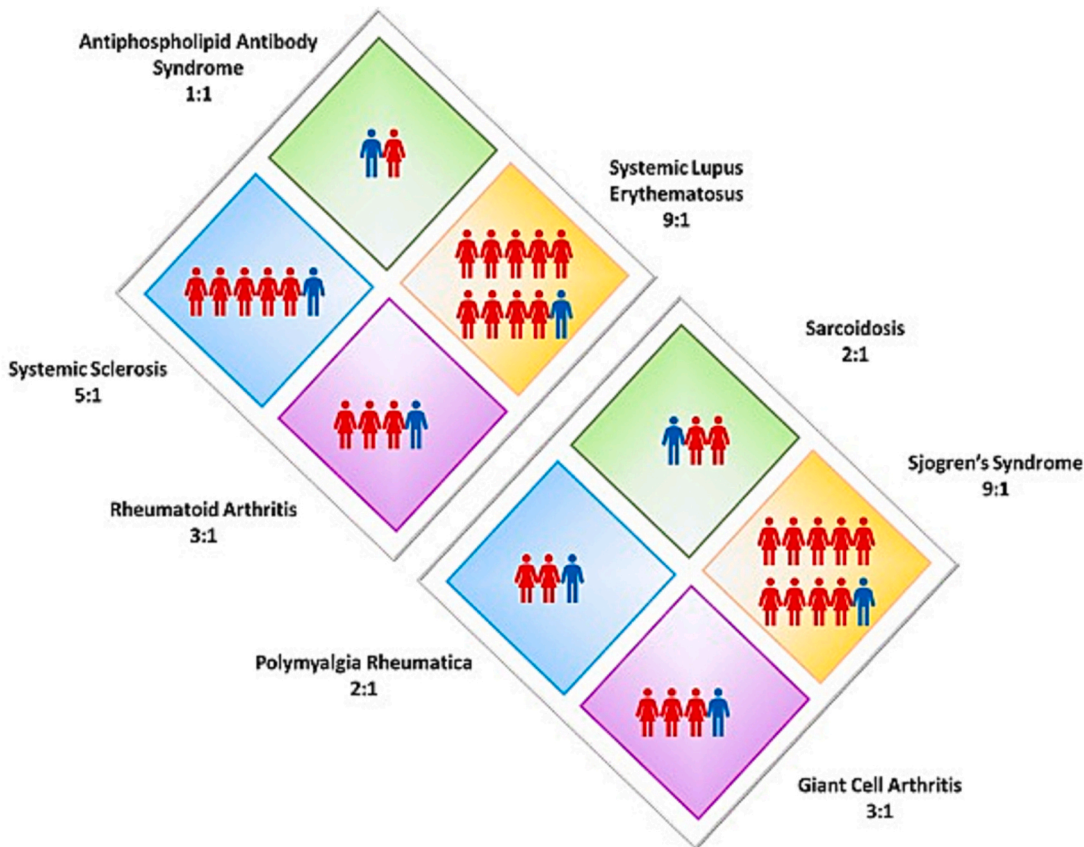 Antiphospholipid Antibody
Syndrome
1:1
Systemic Lupus
Erythematosus
9:1
Systemic Sclerosis
5:1
Rheumatoid Arthritis
3:1
Sarcoidosis
2:1
Sjogren's Syndrome
9:1
Polymyalgia Rheumatica
2:1
Giant Cell Arthritis
3:1